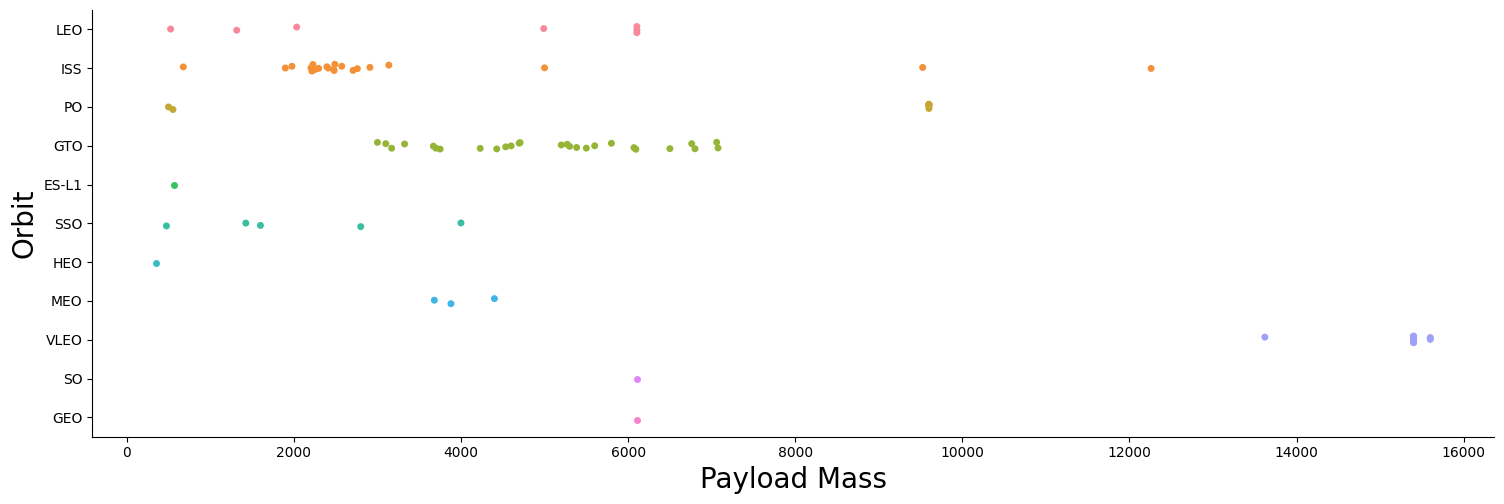 LEO
ISS
PO
GTO
ES-L1
SSO
HEO
MEO
VLEO
SO
GEO
Orbit
0 2000 4000 6000 8000 10000 12000 14000 16000
Payload Mass